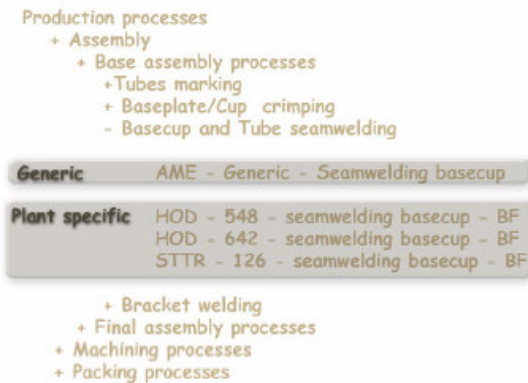 Production processes
+ Assembly
+ Base assembly processes
+Tubes marking
+ Baseplate/Cup crimping
- Basecup and Tube seamwelding
Generic AME - Generic - Seamwelding basecup
Plant specific HOD - 548 - seamwelding basecup - BF
HOD - 642 - seamwelding basecup - BF
STTR - 126 - seamwelding basecup - BF
+ Bracket welding
+ Final assembly processes
+ Machining processes
+ Packing processes